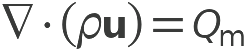 ∇ · (ρ𝐮) = Qₘ